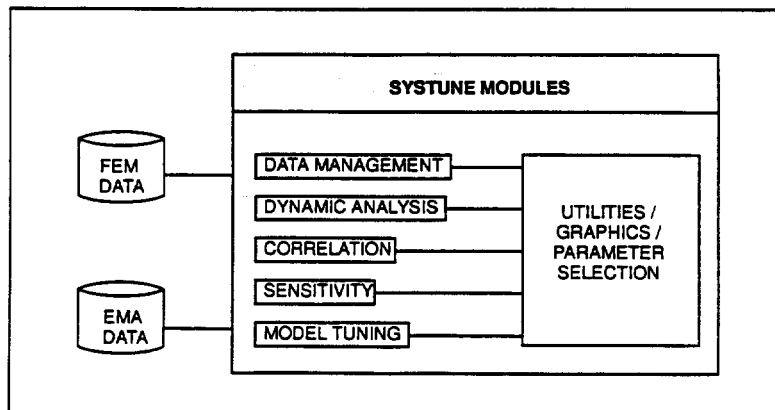 SYSTUNE MODULES
FEM
DATA
EMA
DATA
DATA MANAGEMENT
DYNAMIC ANALYSIS
CORRELATION
SENSITIVITY
MODEL TUNING
UTILITIES /
GRAPHICS /
PARAMETER
SELECTION